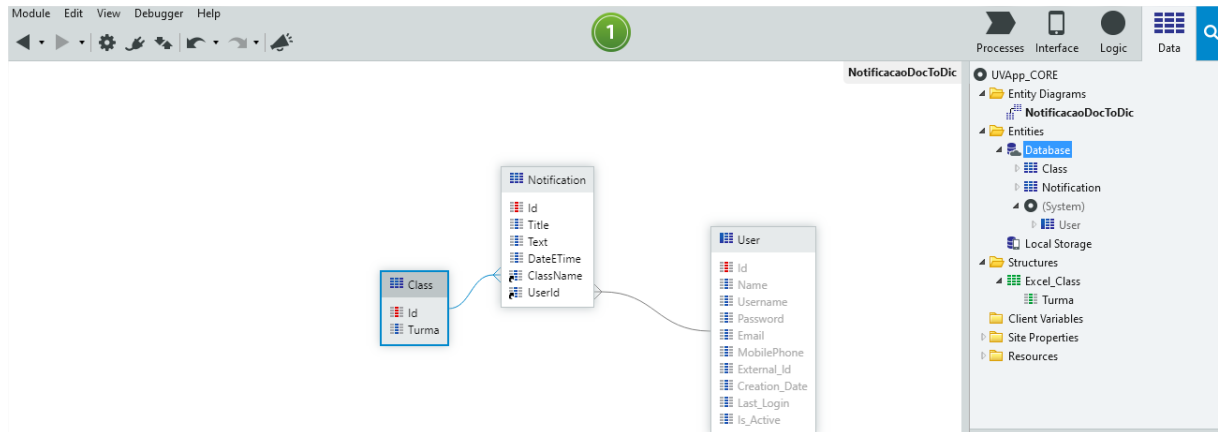 Module Edit View Debugger Help
1
Processes Interface Logic Data
NotificacaoDocToDic
Notification
Id
Title
Text
DateETime
ClassName
UserId
Class
Id
Turma
User
Id
Name
Username
Password
Email
MobilePhone
External_Id
Creation_Date
Last_Login
Is_Active
UVApp_CORE
Entity Diagrams
NotificacaoDocToDic
Entities
Database
Class
Notification
(System)
User
Local Storage
Structures
Excel_Class
Turma
Client Variables
Site Properties
Resources